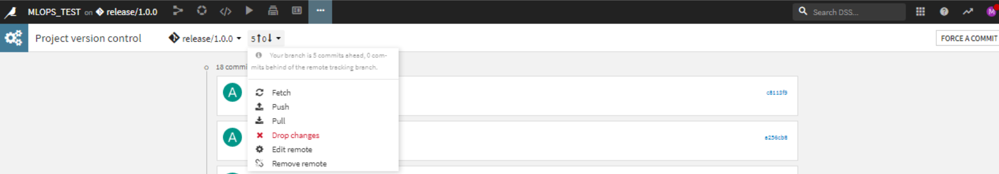 MLOPS_TEST on release/1.0.0
Search DSS...
M
Project version control
release/1.0.0
5 0
FORCE A COMMIT
Your branch is 5 commits ahead, 0 com-
mits behind of the remote tracking branch.
18 commi
A
c8113f9
Fetch
Push
Pull
A
a256cb8
Drop changes
Edit remote
Remove remote